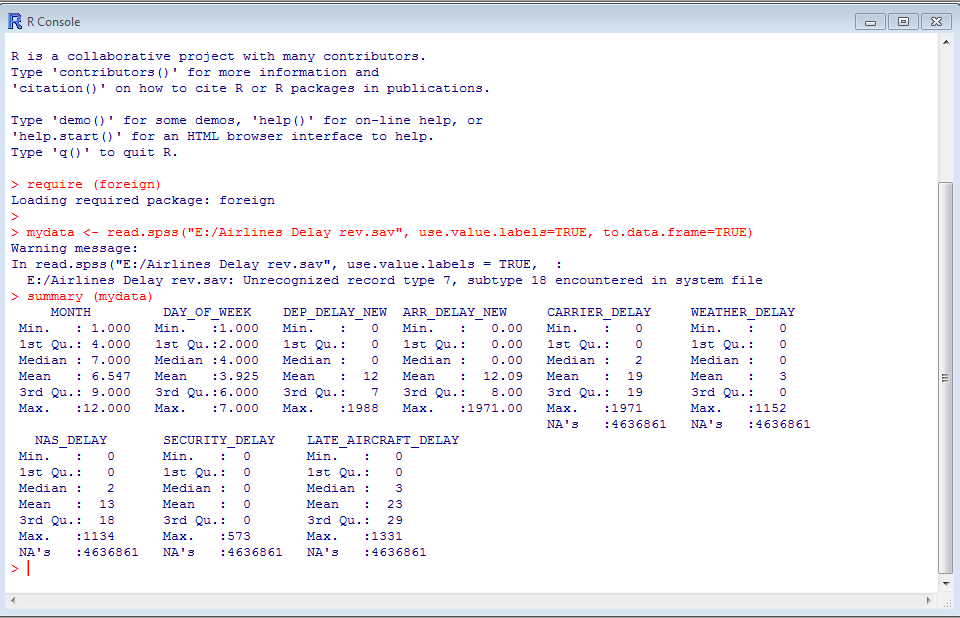 R Console
R is a collaborative project with many contributors.
Type 'contributors()' for more information and
'citation()' on how to cite R or R packages in publications.
Type 'demo()' for some demos, 'help()' for on-line help, or
'help.start()' for an HTML browser interface to help.
Type 'q()' to quit R.
> require (foreign)
Loading required package: foreign
>
> mydata <- read.spss("E:/Airlines Delay rev.sav", use.value.labels=TRUE, to.data.frame=TRUE)
Warning message:
In read.spss("E:/Airlines Delay rev.sav", use.value.labels = TRUE,  :
  E:/Airlines Delay rev.sav: Unrecognized record type 7, subtype 18 encountered in system file
> summary (mydata)
     MONTH         DAY_OF_WEEK    DEP_DELAY_NEW  ARR_DELAY_NEW     CARRIER_DELAY     WEATHER_DELAY
 Min.   : 1.000   Min.   :1.000   Min.   :   0   Min.   :   0.00   Min.   :   0      Min.   :   0
 1st Qu.: 4.000   1st Qu.:2.000   1st Qu.:   0   1st Qu.:   0.00   1st Qu.:   0      1st Qu.:   0
 Median : 7.000   Median :4.000   Median :   0   Median :   0.00   Median :   2      Median :   0
 Mean   : 6.547   Mean   :3.925   Mean   :  12   Mean   :  12.09   Mean   :  19      Mean   :   3
 3rd Qu.: 9.000   3rd Qu.:6.000   3rd Qu.:   7   3rd Qu.:   8.00   3rd Qu.:  19      3rd Qu.:   0
 Max.   :12.000   Max.   :7.000   Max.   :1988   Max.   :1971.00   Max.   :1971      Max.   :1152
                                                                   NA's   :4636861   NA's   :4636861
   NAS_DELAY       SECURITY_DELAY    LATE_AIRCRAFT_DELAY
 Min.   :   0      Min.   :  0       Min.   :   0
 1st Qu.:   0      1st Qu.:  0       1st Qu.:   0
 Median :   2      Median :  0       Median :   3
 Mean   :  13      Mean   :  0       Mean   :  23
 3rd Qu.:  18      3rd Qu.:  0       3rd Qu.:  29
 Max.   :1134      Max.   :573       Max.   :1331
 NA's   :4636861   NA's   :4636861   NA's   :4636861
>